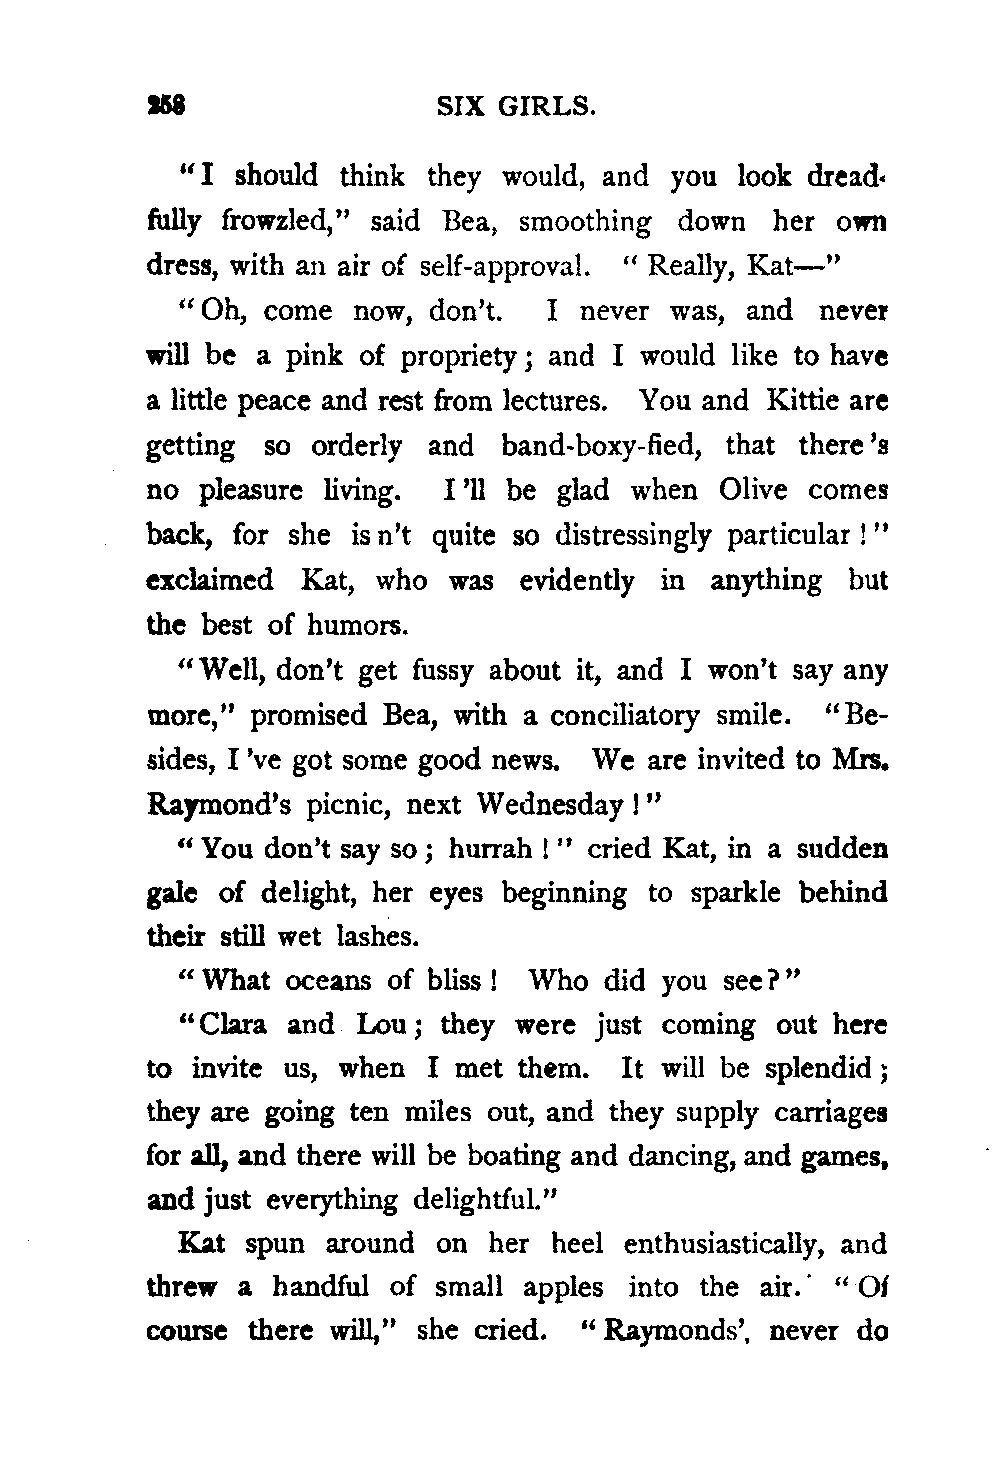 258 SIX GIRLS.
"I should think they would, and you look dread-
fully frowzled," said Bea, smoothing down her own
dress, with an air of self-approval. "Really, Kat—"
"Oh, come now, don't. I never was, and never
will be a pink of propriety; and I would like to have
a little peace and rest from lectures. You and Kittie are
getting so orderly and band-boxy-fied, that there's
no pleasure living. I'll be glad when Olive comes
back, for she isn't quite so distressingly particular!"
exclaimed Kat, who was evidently in anything but
the best of humors.
"Well, don't get fussy about it, and I won't say any
more," promised Bea, with a conciliatory smile. "Be-
sides, I've got some good news. We are invited to Mrs.
Raymond's picnic, next Wednesday!"
"You don't say so; hurrah!" cried Kat, in a sudden
gale of delight, her eyes beginning to sparkle behind
their still wet lashes.
"What oceans of bliss! Who did you see?"
"Clara and Lou; they were just coming out here
to invite us, when I met them. It will be splendid;
they are going ten miles out, and they supply carriages
for all, and there will be boating and dancing, and games,
and just everything delightful."
Kat spun around on her heel enthusiastically, and
threw a handful of small apples into the air. "Of
course there will," she cried. "Raymonds', never do